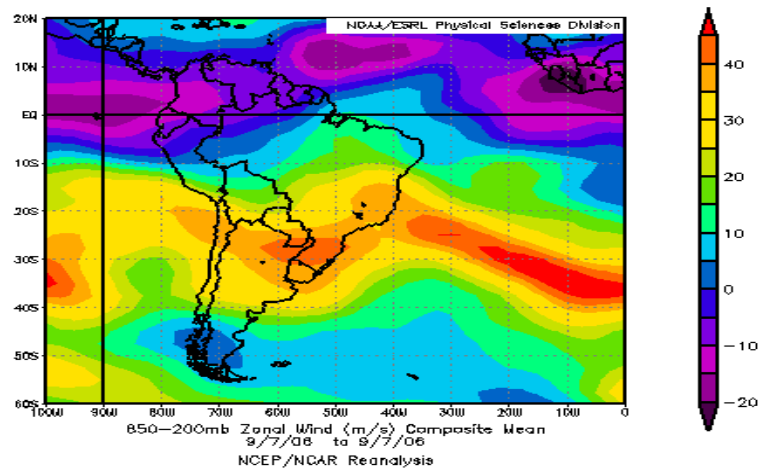 NOAA/ESRL Physical Sciences Division
20N
10N
EQ
10S
20S
30S
40S
50S
60S
100W 90W 80W 70W 60W 50W 40W 30W 20W 10W 0
40
30
20
10
0
-10
-20
850-200mb Zonal Wind (m/s) Composite Mean
9/7/06 to 9/7/06
NCEP/NCAR Reanalysis